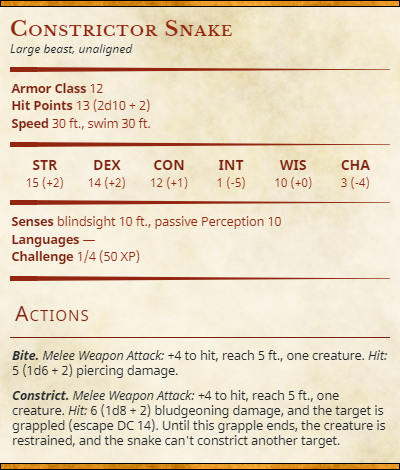 Constrictor Snake
Large beast, unaligned
Armor Class 12
Hit Points 13 (2d10 + 2)
Speed 30 ft., swim 30 ft.
STR DEX CON INT WIS CHA
15 (+2) 14 (+2) 12 (+1) 1 (-5) 10 (+0) 3 (-4)
Senses blindsight 10 ft., passive Perception 10
Languages —
Challenge 1/4 (50 XP)
Actions
Bite. Melee Weapon Attack: +4 to hit, reach 5 ft., one creature. Hit:
5 (1d6 + 2) piercing damage.
Constrict. Melee Weapon Attack: +4 to hit, reach 5 ft., one
creature. Hit: 6 (1d8 + 2) bludgeoning damage, and the target is
grappled (escape DC 14). Until this grapple ends, the creature is
restrained, and the snake can't constrict another target.